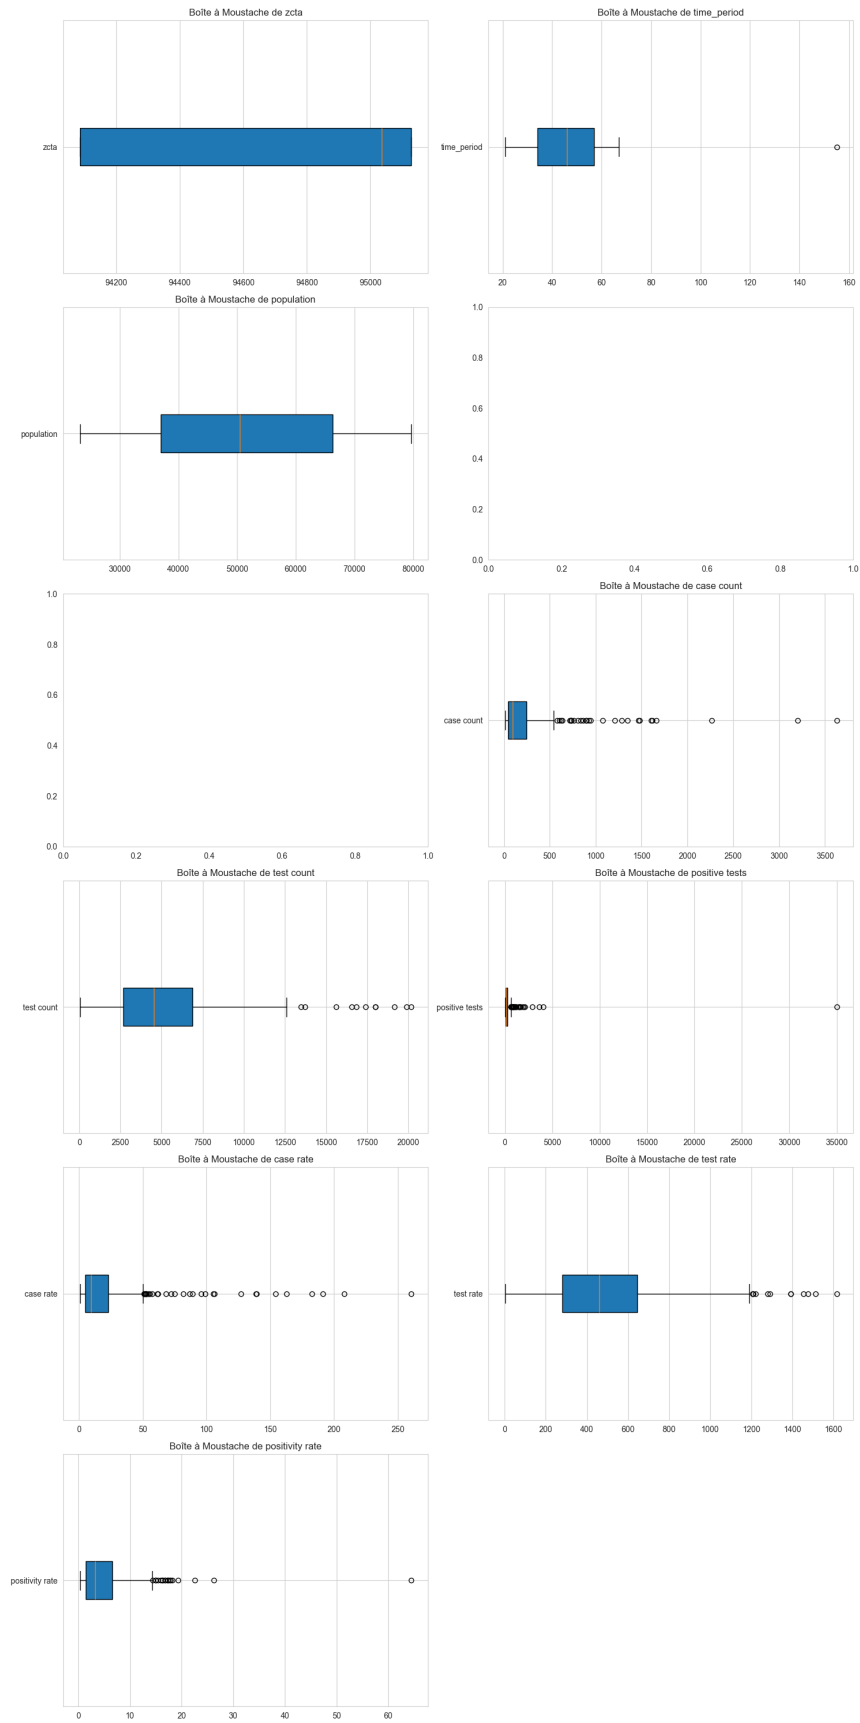 Boîte à Moustache de zcta
zcta
94200 94400 94600 94800 95000
Boîte à Moustache de time_period
time_period
20 40 60 80 100 120 140 160
Boîte à Moustache de population
population
30000 40000 50000 60000 70000 80000
1.0
0.8
0.6
0.4
0.2
0.0
0.0 0.2 0.4 0.6 0.8 1.0
1.0
0.8
0.6
0.4
0.2
0.0
0.0 0.2 0.4 0.6 0.8 1.0
Boîte à Moustache de case count
case count
0 500 1000 1500 2000 2500 3000 3500
Boîte à Moustache de test count
test count
0 2500 5000 7500 10000 12500 15000 17500 20000
Boîte à Moustache de positive tests
positive tests
0 5000 10000 15000 20000 25000 30000 35000
Boîte à Moustache de case rate
case rate
0 50 100 150 200 250
Boîte à Moustache de test rate
test rate
0 200 400 600 800 1000 1200 1400 1600
Boîte à Moustache de positivity rate
positivity rate
0 10 20 30 40 50 60